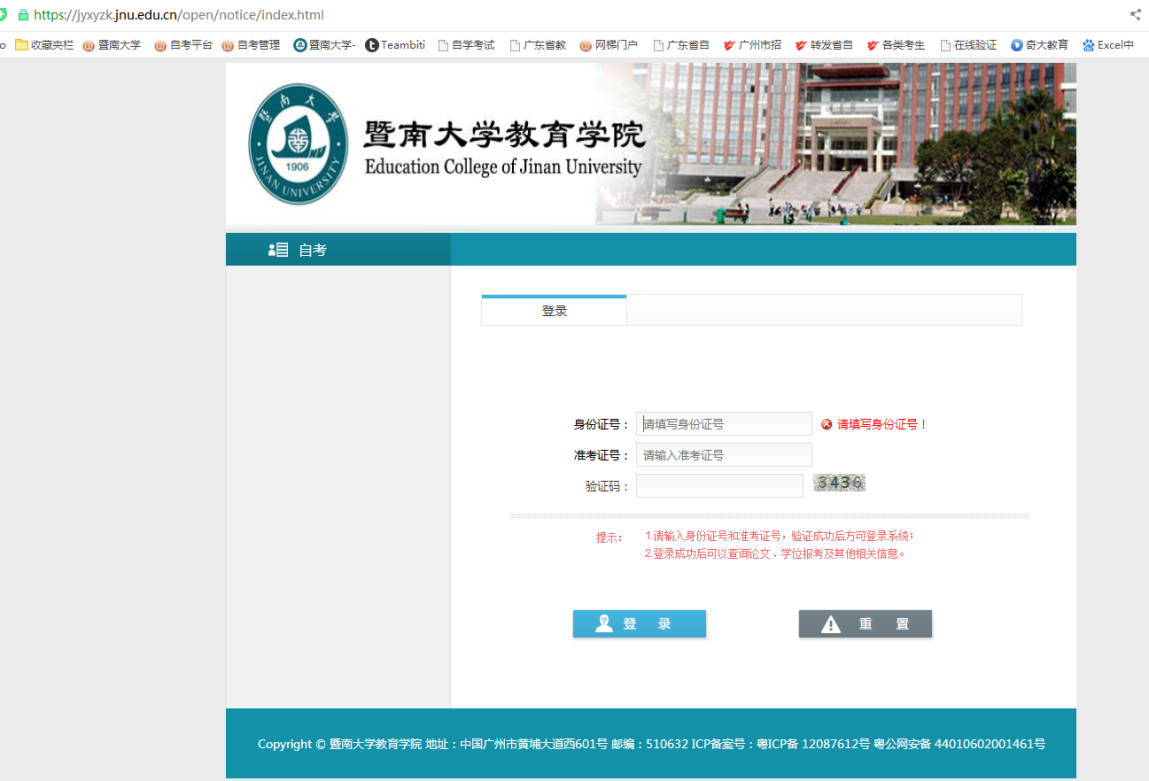 https://jyxyzk.jnu.edu.cn/open/notice/index.html
收藏夹栏 暨南大学 自考平台 自考管理 暨南大学- Teambiti 自学考试 广东省教 网梯门户 广东省自 广州市招 转发省自 各类考生 在线验证 奇大教育 Excel中
暨南大学教育学院
Education College of Jinan University
暨大
1906
JINAN UNIVERSITY
自考
登录
身份证号： 请填写身份证号 请填写身份证号！
准考证号： 请输入准考证号
验证码： 3436
提示： 1.请输入身份证号和准考证号，验证成功后方可登录系统；
2.登录成功后可以查询论文、学位报考及其他相关信息。
登 录 重 置
Copyright © 暨南大学教育学院 地址：中国广州市黄埔大道西601号 邮编：510632 ICP备案号：粤ICP备 12087612号 粤公网安备 44010602001461号